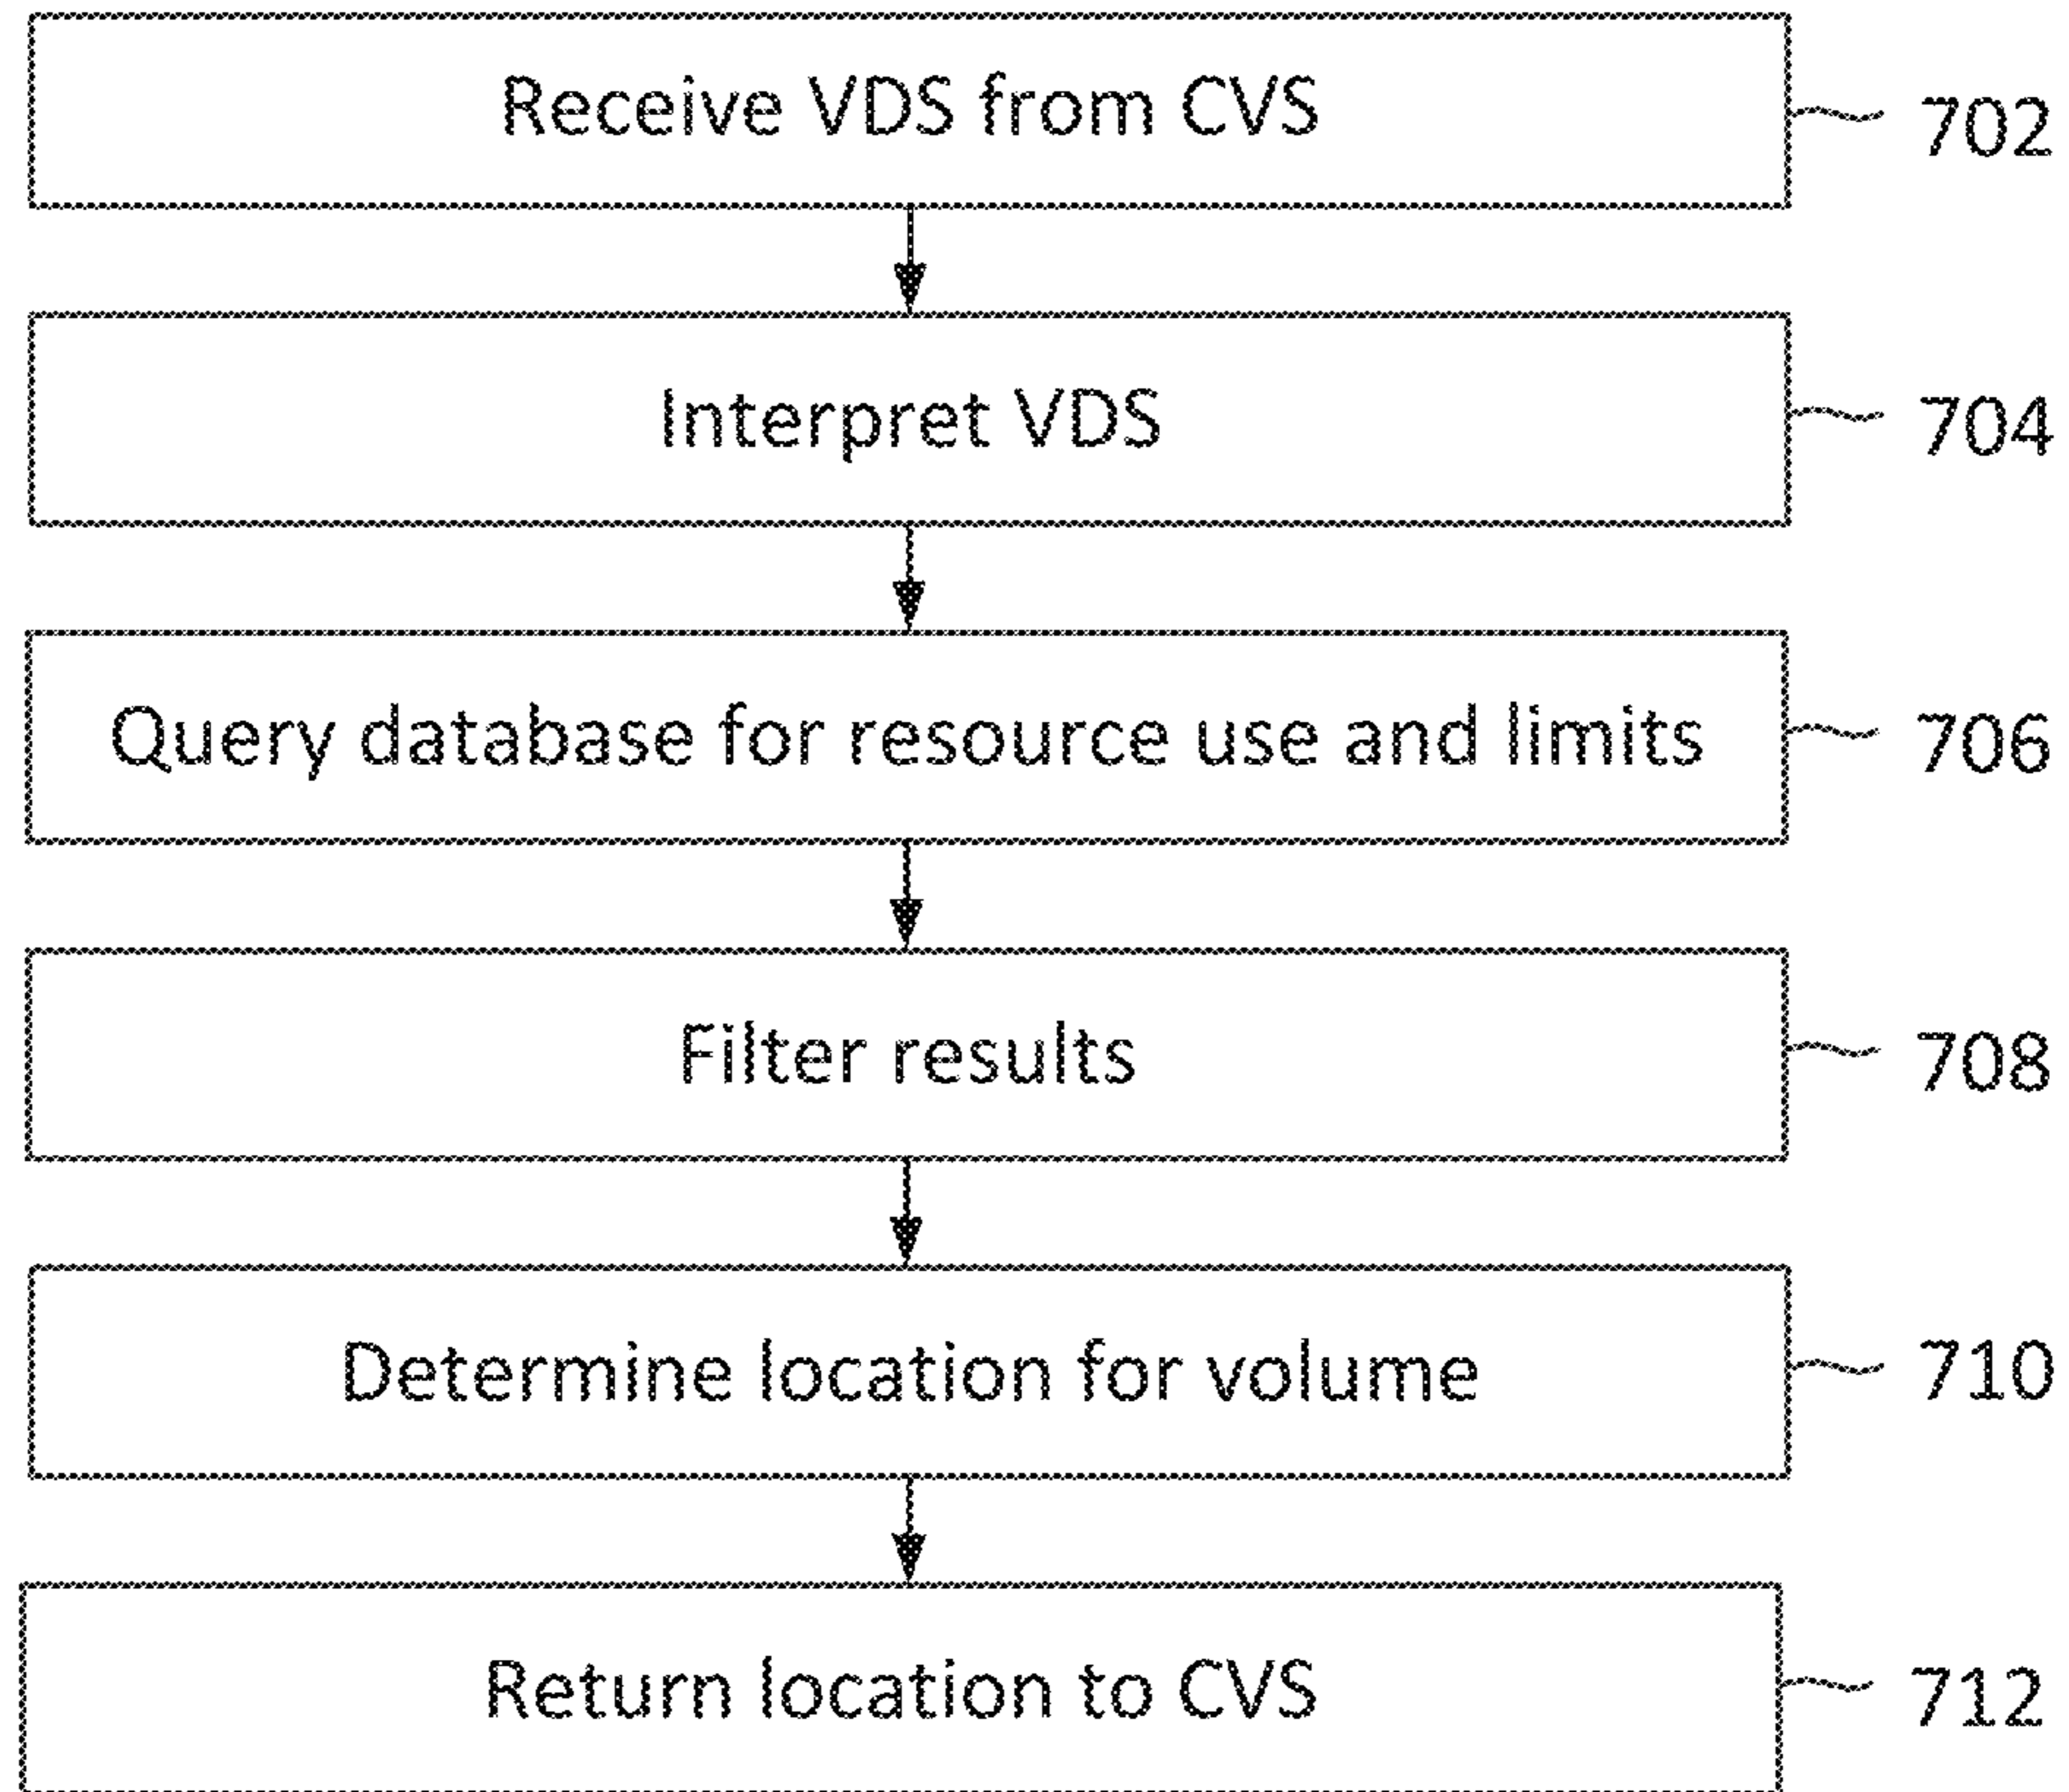 Receive VDS from CVS
702
Interpret VDS
704
Query database for resource use and limits
706
Filter results
708
Determine location for volume
710
Return location to CVS
712